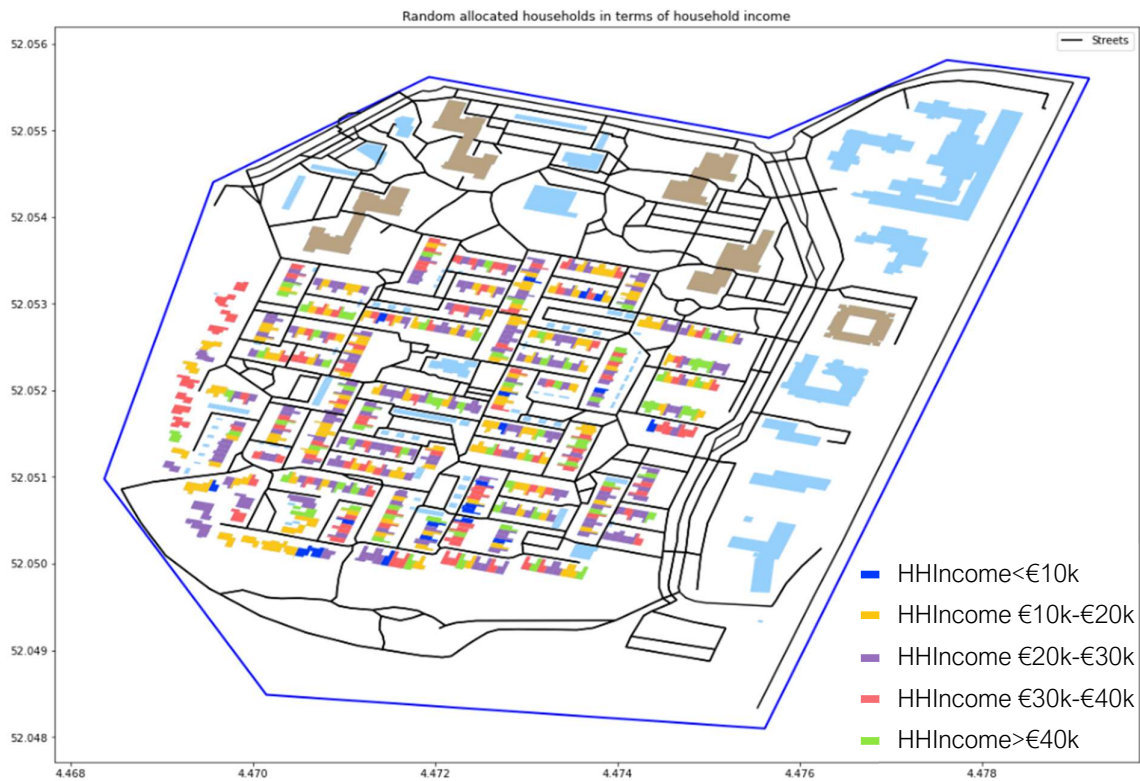 Random allocated households in terms of household income
Streets
52.056
52.055
52.054
52.053
52.052
52.051
52.050
52.049
52.048
HHIncome<€10k
HHIncome €10k-€20k
HHIncome €20k-€30k
HHIncome €30k-€40k
HHIncome>€40k
4.468 4.470 4.472 4.474 4.476 4.478